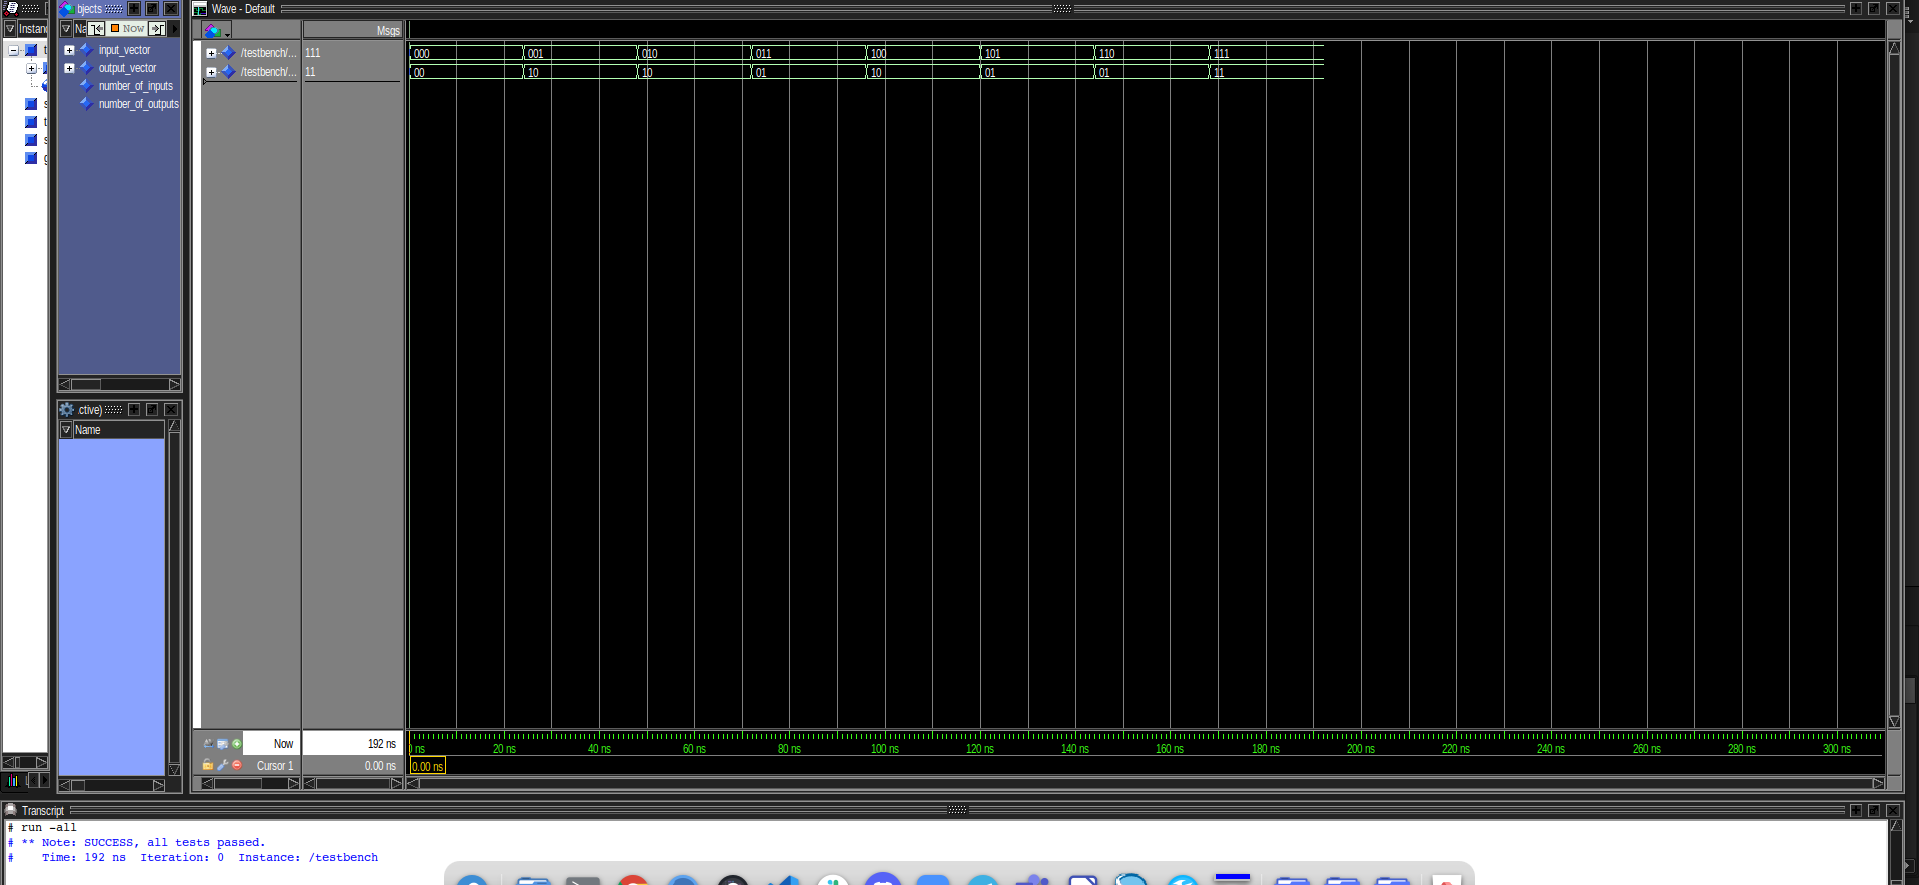 bjects
Wave - Default
Instanc
Na
Now
Msgs
input_vector
output_vector
number_of_inputs
number_of_outputs
/testbench/... 111 000 001 010 011 100 101 110 111
/testbench/... 11 00 10 10 01 10 01 01 11
.ctive)
Name
Now 192 ns
ns 20 ns 40 ns 60 ns 80 ns 100 ns 120 ns 140 ns 160 ns 180 ns 200 ns 220 ns 240 ns 260 ns 280 ns 300 ns
Cursor 1 0.00 ns 0.00 ns
Transcript
# run -all
# ** Note: SUCCESS, all tests passed.
#    Time: 192 ns  Iteration: 0  Instance: /testbench